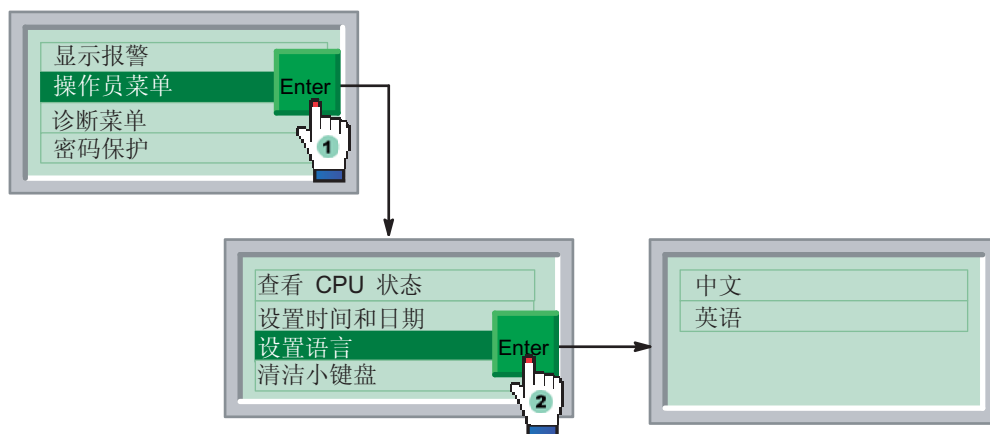 显示报警
操作员菜单
Enter
诊断菜单
密码保护
1
查看 CPU 状态
设置时间和日期
设置语言
Enter
清洁小键盘
2
中文
英语